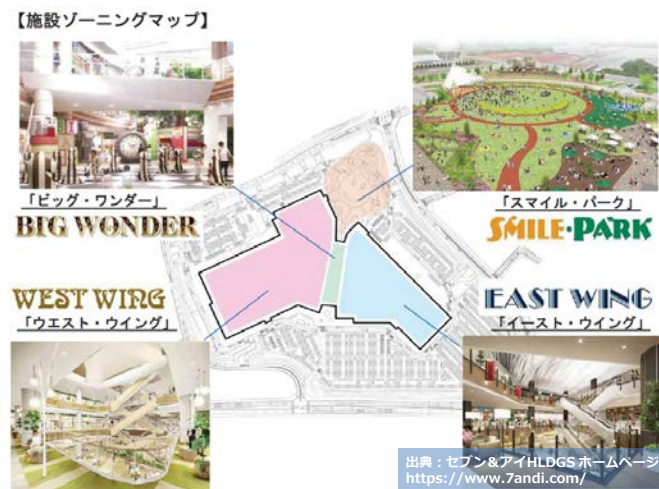 【施設ゾーニングマップ】
「ビッグ・ワンダー」
BIG WONDER
「スマイル・パーク」
SMILE・PARK
WEST WING
「ウエスト・ウイング」
EAST WING
「イースト・ウイング」
出典：セブン＆アイHLDGS ホームページ
https://www.7andi.com/